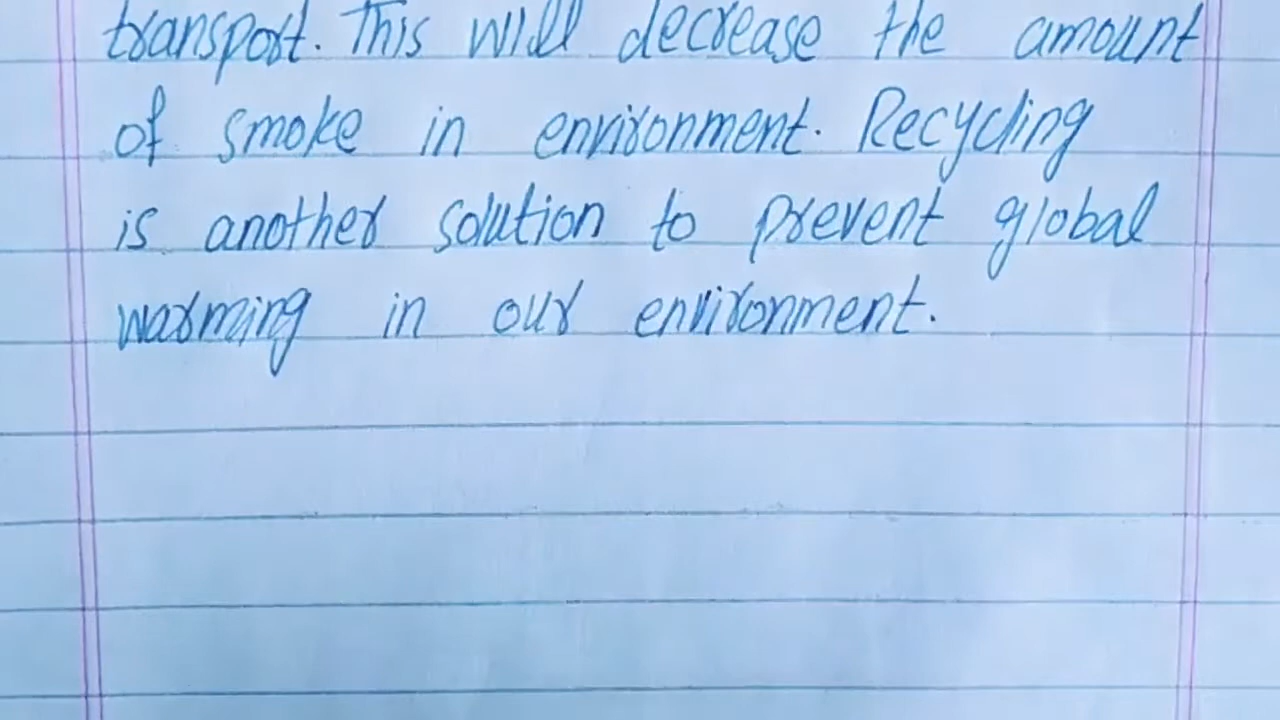 transport. This will decrease the amount
of smoke in environment. Recycling
is another solution to prevent global
warming in our environment.